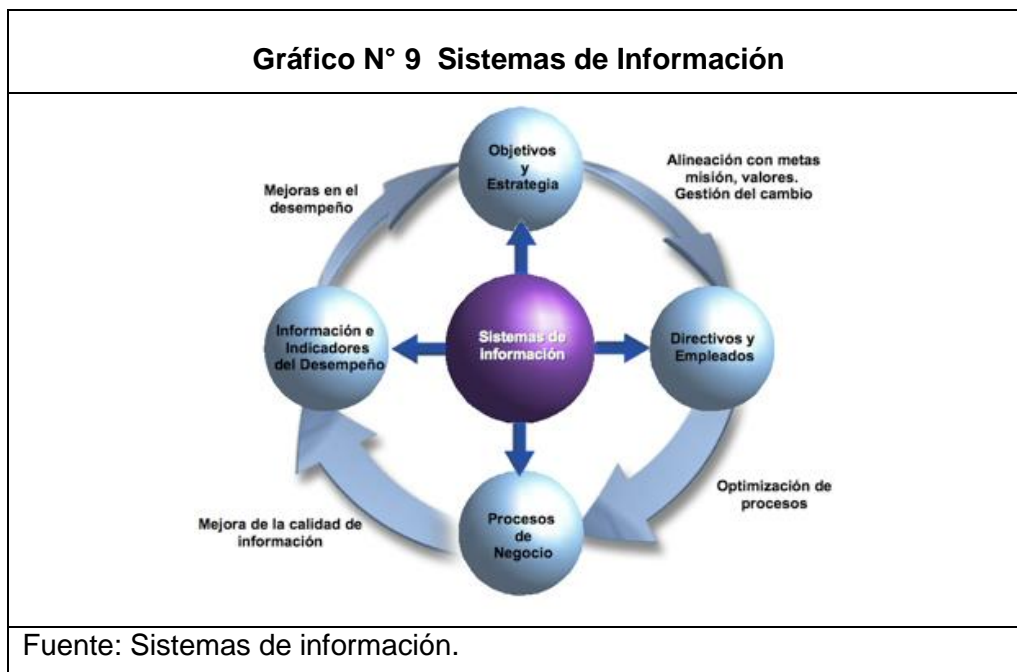 Gráfico N° 9  Sistemas de Información
Objetivos
y
Estrategia
Alineación con metas
misión, valores.
Gestión del cambio
Mejoras en el
desempeño
Sistemas de
información
Información e
Indicadores
del Desempeño
Directivos y
Empleados
Optimización de
procesos
Procesos
de
Negocio
Mejora de la calidad de
información
Fuente: Sistemas de información.